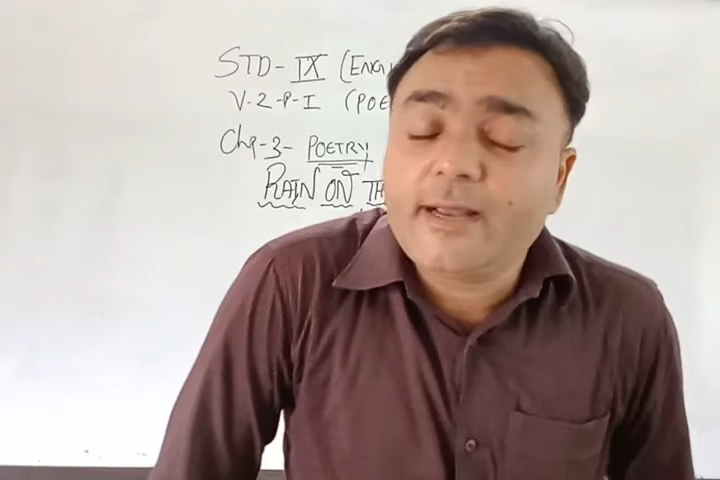 STD - IX (ENG
V-2-P-I (POE
Chp-3- POETRY
RAIN ON TH